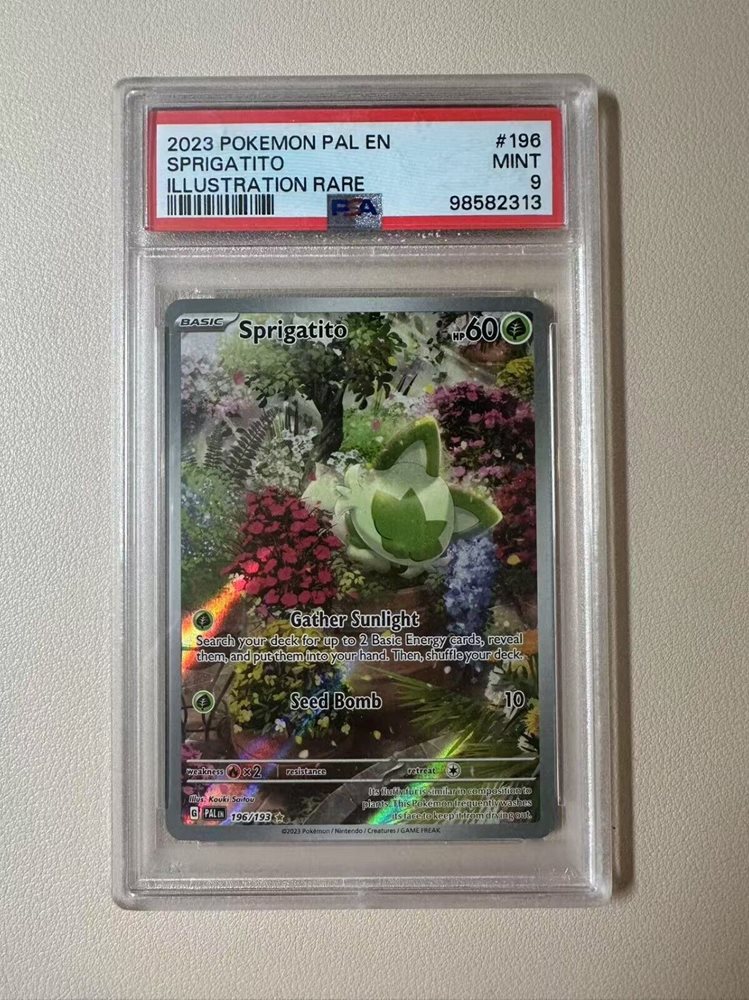 2023 POKEMON PAL EN #196
SPRIGATITO MINT
ILLUSTRATION RARE 9
PSA 98582313
BASIC Sprigatito HP 60
Gather Sunlight
Search your deck for up to 2 Basic Energy cards, reveal
them, and put them into your hand. Then, shuffle your deck.
Seed Bomb 10
weakness ×2 resistance retreat
Its fluffy fur is similar in composition to
plants. This Pokémon frequently washes
its face to keep it from drying out.
Illus. Kouki Saitou
G PAL EN 196/193
©2023 Pokémon / Nintendo / Creatures / GAME FREAK